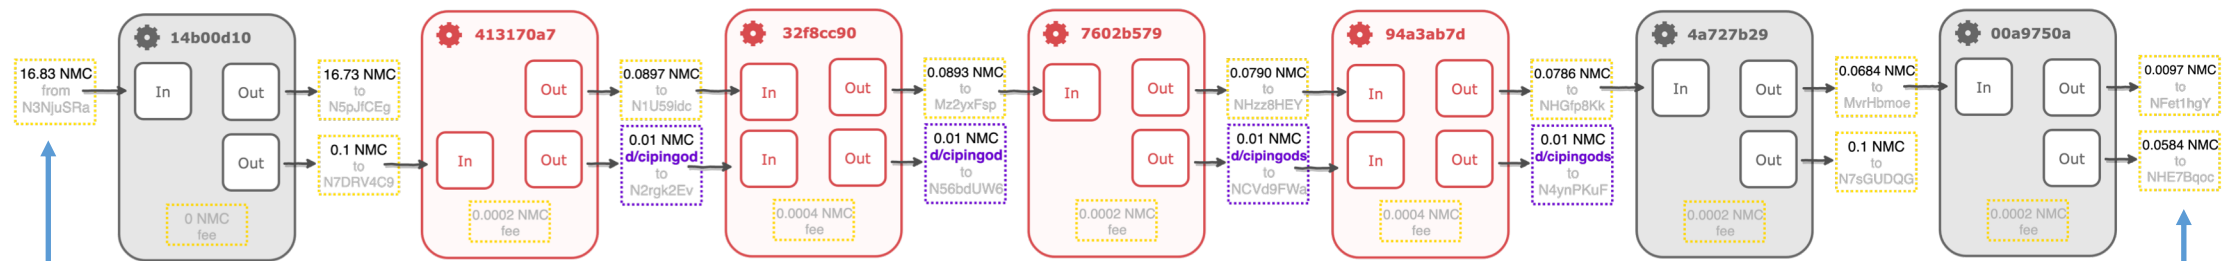 14b00d10
16.83 NMC
from
N3NjuSRa
In
Out
16.73 NMC
to
N5pJfCEg
Out
0.1 NMC
to
N7DRV4C9
0 NMC
fee
413170a7
Out
0.0897 NMC
to
N1U59idc
In
Out
0.01 NMC
d/cipingod
to
N2rgk2Ev
0.0002 NMC
fee
32f8cc90
In
Out
0.0893 NMC
to
Mz2yxFsp
In
Out
0.01 NMC
d/cipingod
to
N56bdUW6
0.0004 NMC
fee
7602b579
In
Out
0.0790 NMC
to
NHzz8HEY
Out
0.01 NMC
d/cipingods
to
NCVd9FWa
0.0002 NMC
fee
94a3ab7d
In
Out
0.0786 NMC
to
NHGfp8Kk
In
Out
0.01 NMC
d/cipingods
to
N4ynPKuF
0.0004 NMC
fee
4a727b29
In
Out
0.0684 NMC
to
MvrHbmoe
Out
0.1 NMC
to
N7sGUDQG
0.0002 NMC
fee
00a9750a
In
Out
0.0097 NMC
to
NFet1hgY
Out
0.0584 NMC
to
NHE7Bqoc
0.0002 NMC
fee